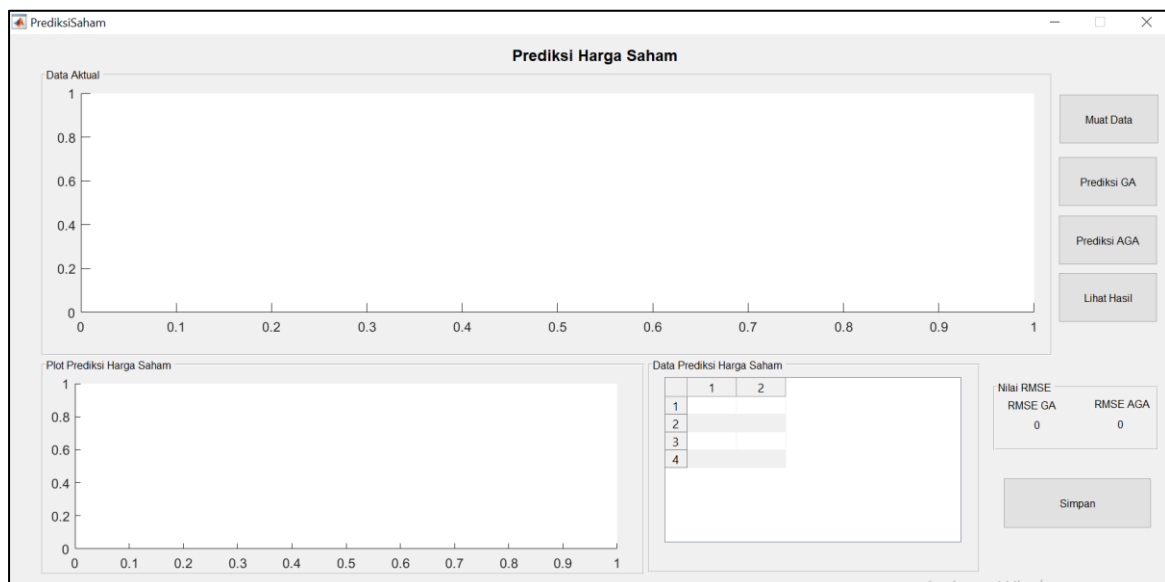 PrediksiSaham
Prediksi Harga Saham
Data Aktual
1
0.8
0.6
0.4
0.2
0
0 0.1 0.2 0.3 0.4 0.5 0.6 0.7 0.8 0.9 1
Muat Data
Prediksi GA
Prediksi AGA
Lihat Hasil
Plot Prediksi Harga Saham
1
0.8
0.6
0.4
0.2
0
0 0.1 0.2 0.3 0.4 0.5 0.6 0.7 0.8 0.9 1
Data Prediksi Harga Saham
1 2
1
2
3
4
Nilai RMSE
RMSE GA RMSE AGA
0 0
Simpan